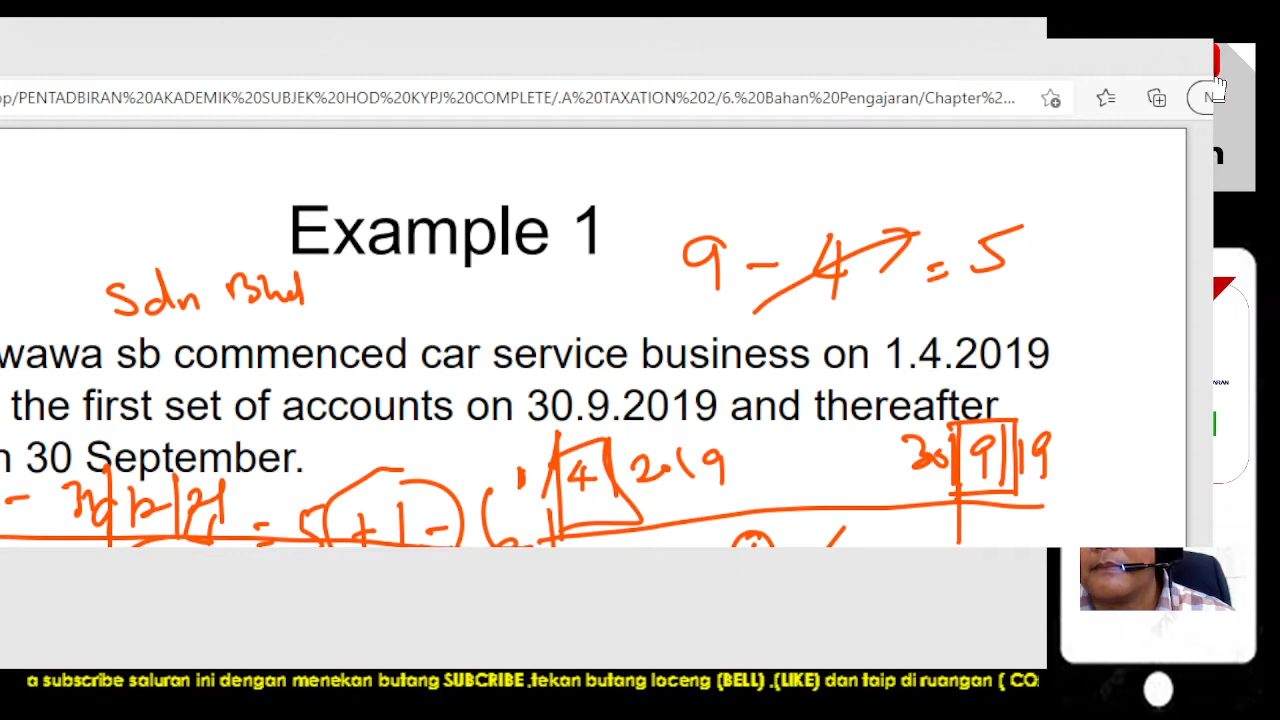 op/PENTADBIRAN%20AKADEMIK%20SUBJEK%20HOD%20KYPJ%20COMPLETE/.A%20TAXATION%202/6.%20Bahan%20Pengajaran/Chapter%2...
N
n
Example 1
9 - 4 = 5
Sdn Bhd
wawa sb commenced car service business on 1.4.2019
the first set of accounts on 30.9.2019 and thereafter
n 30 September.
4 2019
30 9 19
= 5 + 1 -
ARAN
a subscribe saluran ini dengan menekan butang SUBCRIBE ,tekan butang loceng (BELL) ,(LIKE) dan taip di ruangan ( CO